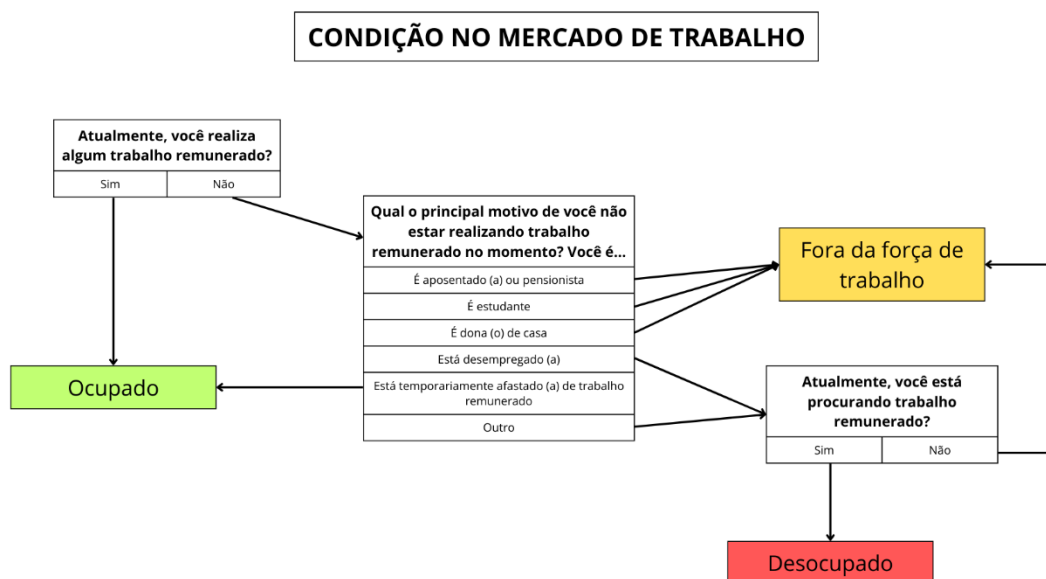 CONDIÇÃO NO MERCADO DE TRABALHO
Atualmente, você realiza
algum trabalho remunerado?
Sim
Não
Qual o principal motivo de você não
estar realizando trabalho
remunerado no momento? Você é...
É aposentado (a) ou pensionista
É estudante
É dona (o) de casa
Está desempregado (a)
Está temporariamente afastado (a) de trabalho
remunerado
Outro
Fora da força de
trabalho
Ocupado
Atualmente, você está
procurando trabalho
remunerado?
Sim
Não
Desocupado